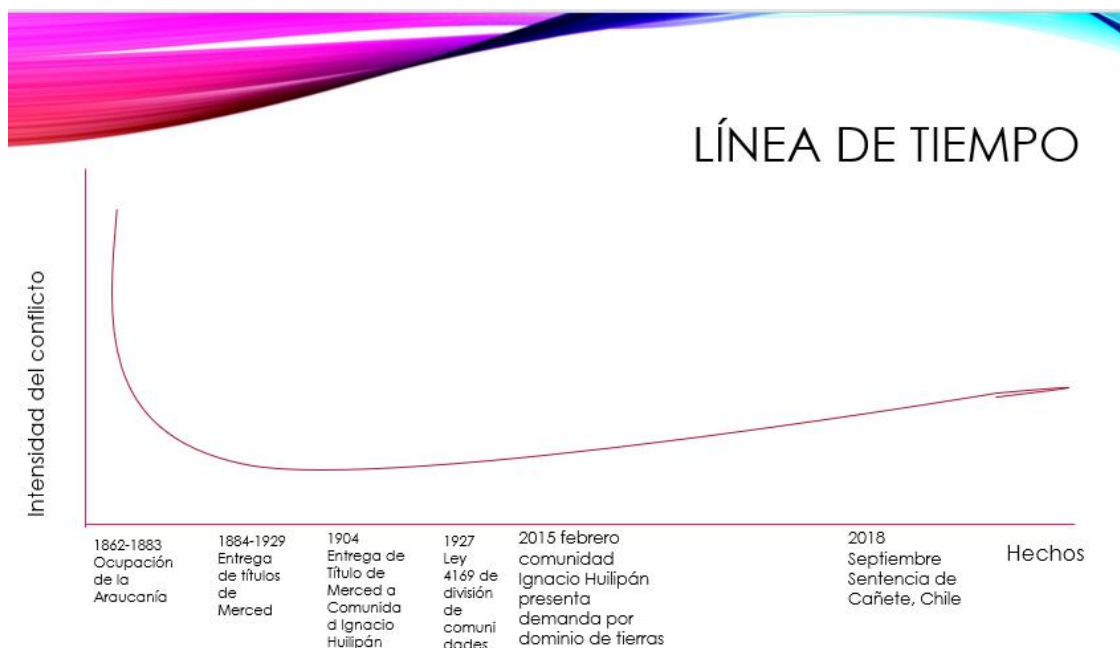 LÍNEA DE TIEMPO
Intensidad del conflicto
1862-1883
Ocupación
de la
Araucanía
1884-1929
Entrega
de títulos
de
Merced
1904
Entrega de
Título de
Merced a
Comunida
d Ignacio
Huilipán
1927
Ley
4169 de
división
de
comuni
dades
2015 febrero
comunidad
Ignacio Huilipán
presenta
demanda por
dominio de tierras
2018
Septiembre
Sentencia de
Cañete, Chile
Hechos